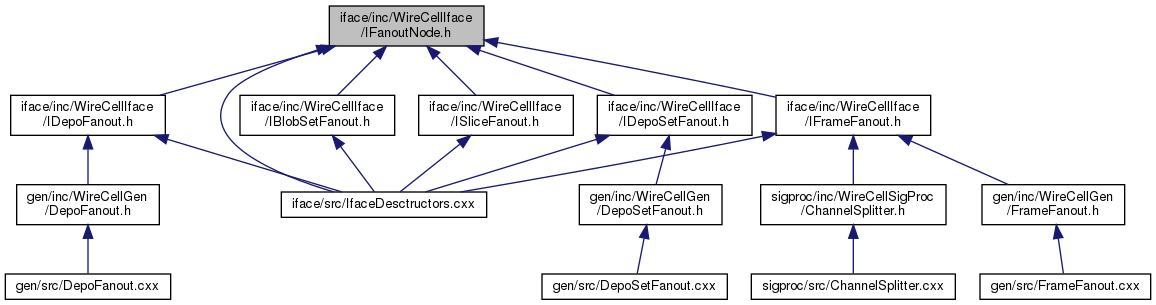 iface/inc/WireCellIface
/IFanoutNode.h
iface/inc/WireCellIface
/IDepoFanout.h
iface/inc/WireCellIface
/IBlobSetFanout.h
iface/inc/WireCellIface
/ISliceFanout.h
iface/inc/WireCellIface
/IDepoSetFanout.h
iface/inc/WireCellIface
/IFrameFanout.h
gen/inc/WireCellGen
/DepoFanout.h
iface/src/IfaceDesctructors.cxx
gen/inc/WireCellGen
/DepoSetFanout.h
sigproc/inc/WireCellSigProc
/ChannelSplitter.h
gen/inc/WireCellGen
/FrameFanout.h
gen/src/DepoFanout.cxx
gen/src/DepoSetFanout.cxx
sigproc/src/ChannelSplitter.cxx
gen/src/FrameFanout.cxx